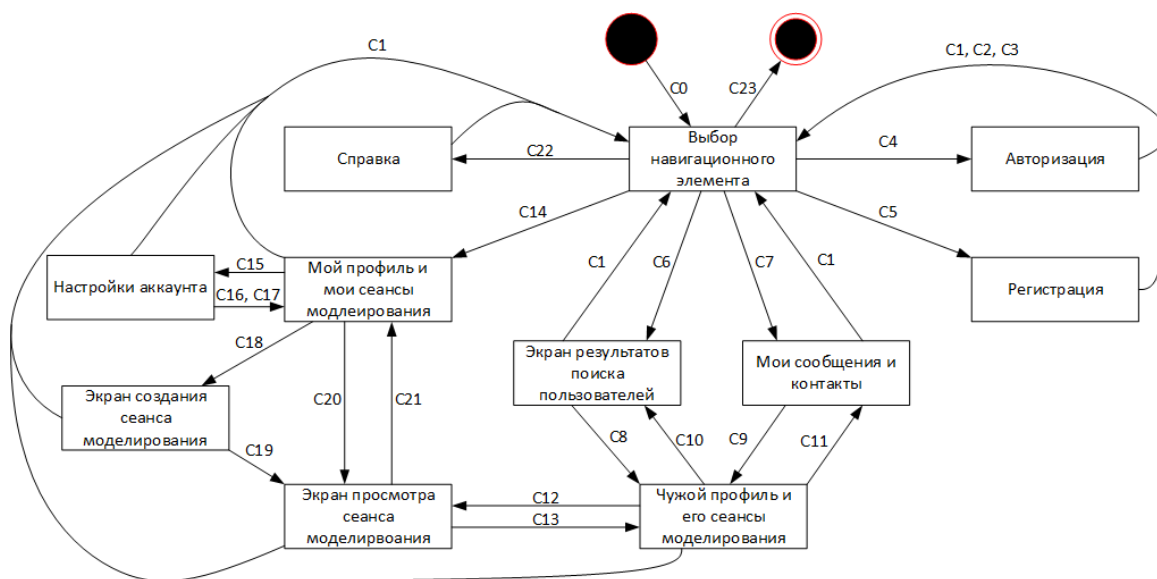 C1
C1, C2, C3
C0
C23
Справка
C22
Выбор
навигационного
элемента
C4
Авторизация
C14
C5
Настройки аккаунта
C15
C16, C17
Мой профиль и
мои сеансы
модлеирования
C1
C6
C7
C1
Регистрация
C18
Экран результатов
поиска
пользователей
Мои сообщения и
контакты
Экран создания
сеанса
моделирования
C20
C21
C19
C8
C10
C9
C11
Экран просмотра
сеанса
моделирвоания
C12
C13
Чужой профиль и
его сеансы
моделирования